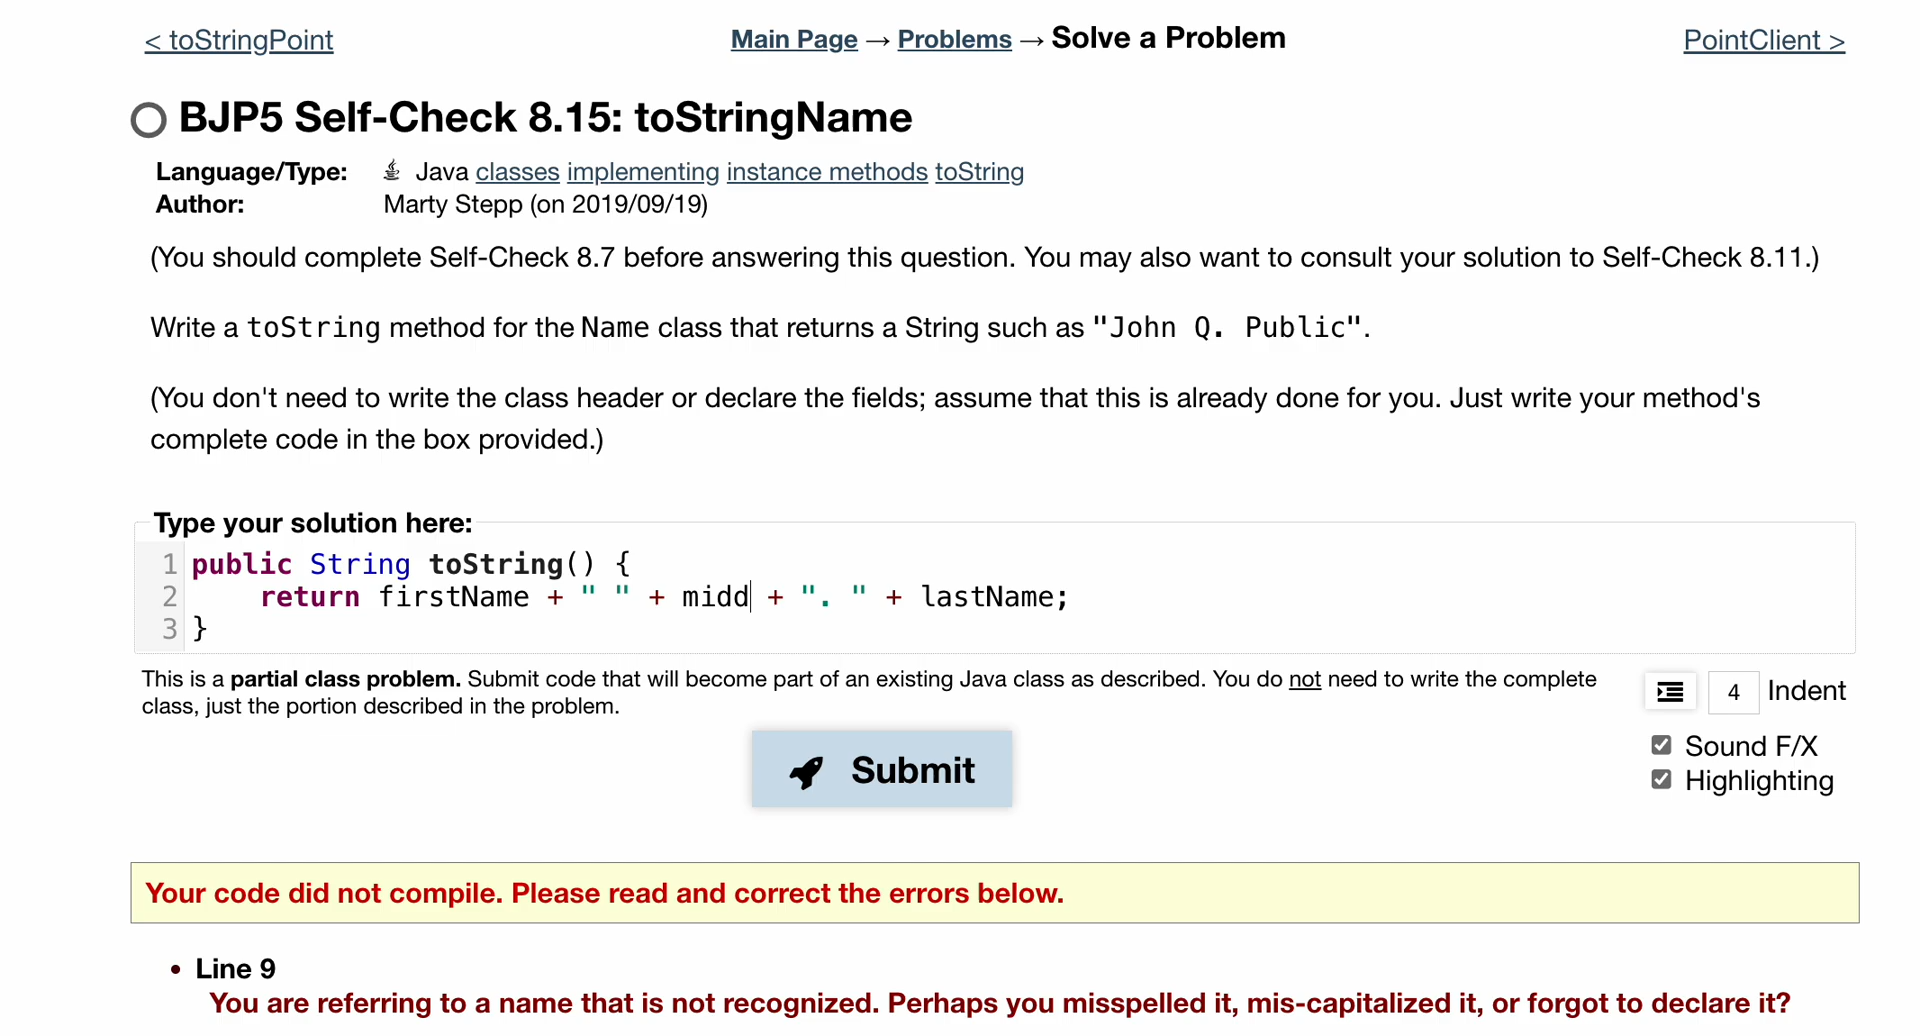 < toStringPoint
Main Page → Problems → Solve a Problem
PointClient >
BJP5 Self-Check 8.15: toStringName
Language/Type: Java classes implementing instance methods toString
Author: Marty Stepp (on 2019/09/19)
(You should complete Self-Check 8.7 before answering this question. You may also want to consult your solution to Self-Check 8.11.)
Write a toString method for the Name class that returns a String such as "John Q. Public".
(You don't need to write the class header or declare the fields; assume that this is already done for you. Just write your method's
complete code in the box provided.)
Type your solution here:
1 public String toString() {
2     return firstName + " " + midd + ". " + lastName;
3 }
This is a partial class problem. Submit code that will become part of an existing Java class as described. You do not need to write the complete
class, just the portion described in the problem.
4 Indent
Sound F/X
Highlighting
Submit
Your code did not compile. Please read and correct the errors below.
• Line 9
You are referring to a name that is not recognized. Perhaps you misspelled it, mis-capitalized it, or forgot to declare it?